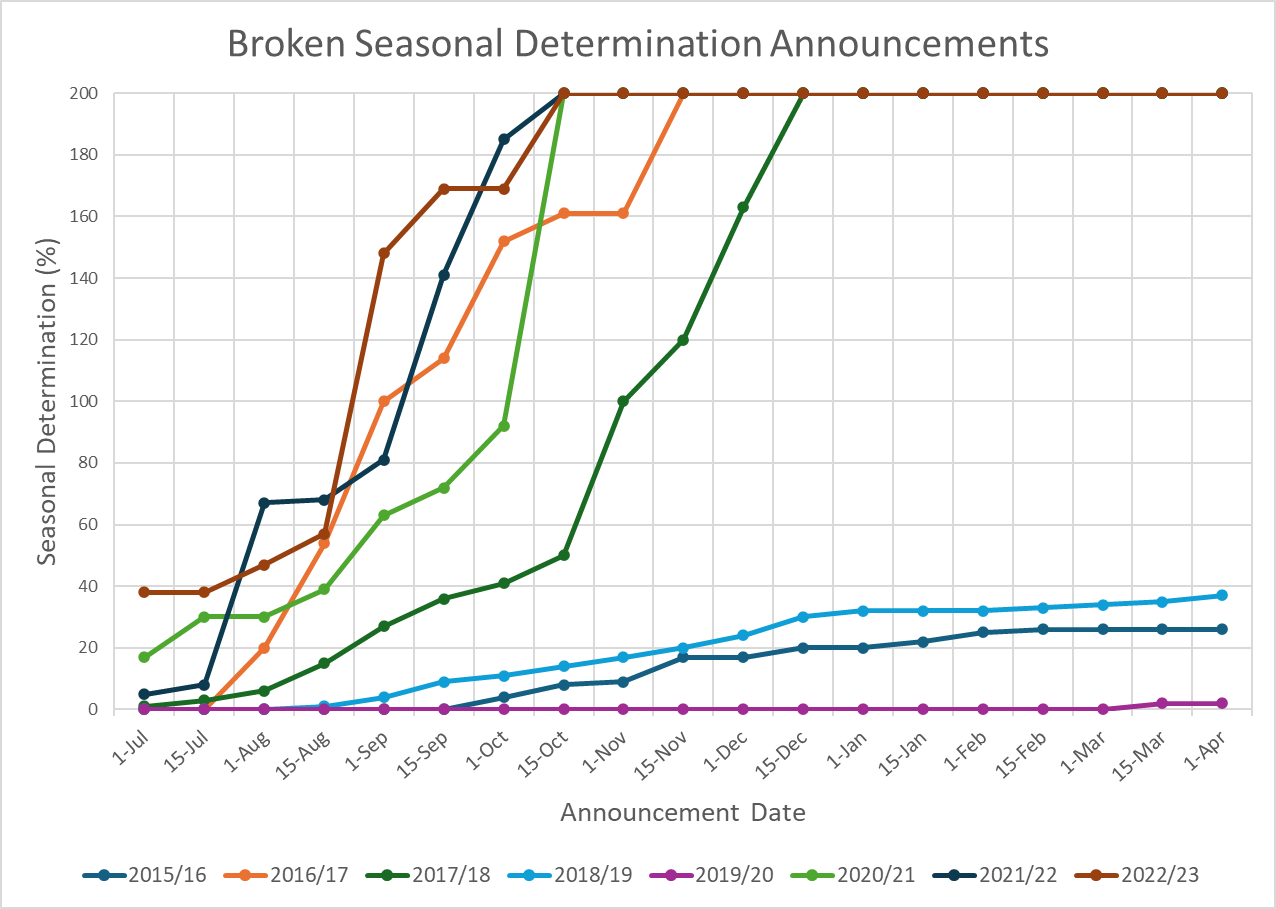 Broken Seasonal Determination Announcements
200
180
160
140
120
100
80
60
40
20
0
Seasonal Determination (%)
1-Jul 15-Jul 1-Aug 15-Aug 1-Sep 15-Sep 1-Oct 15-Oct 1-Nov 15-Nov 1-Dec 15-Dec 1-Jan 15-Jan 1-Feb 15-Feb 1-Mar 15-Mar 1-Apr
Announcement Date
2015/16 2016/17 2017/18 2018/19 2019/20 2020/21 2021/22 2022/23